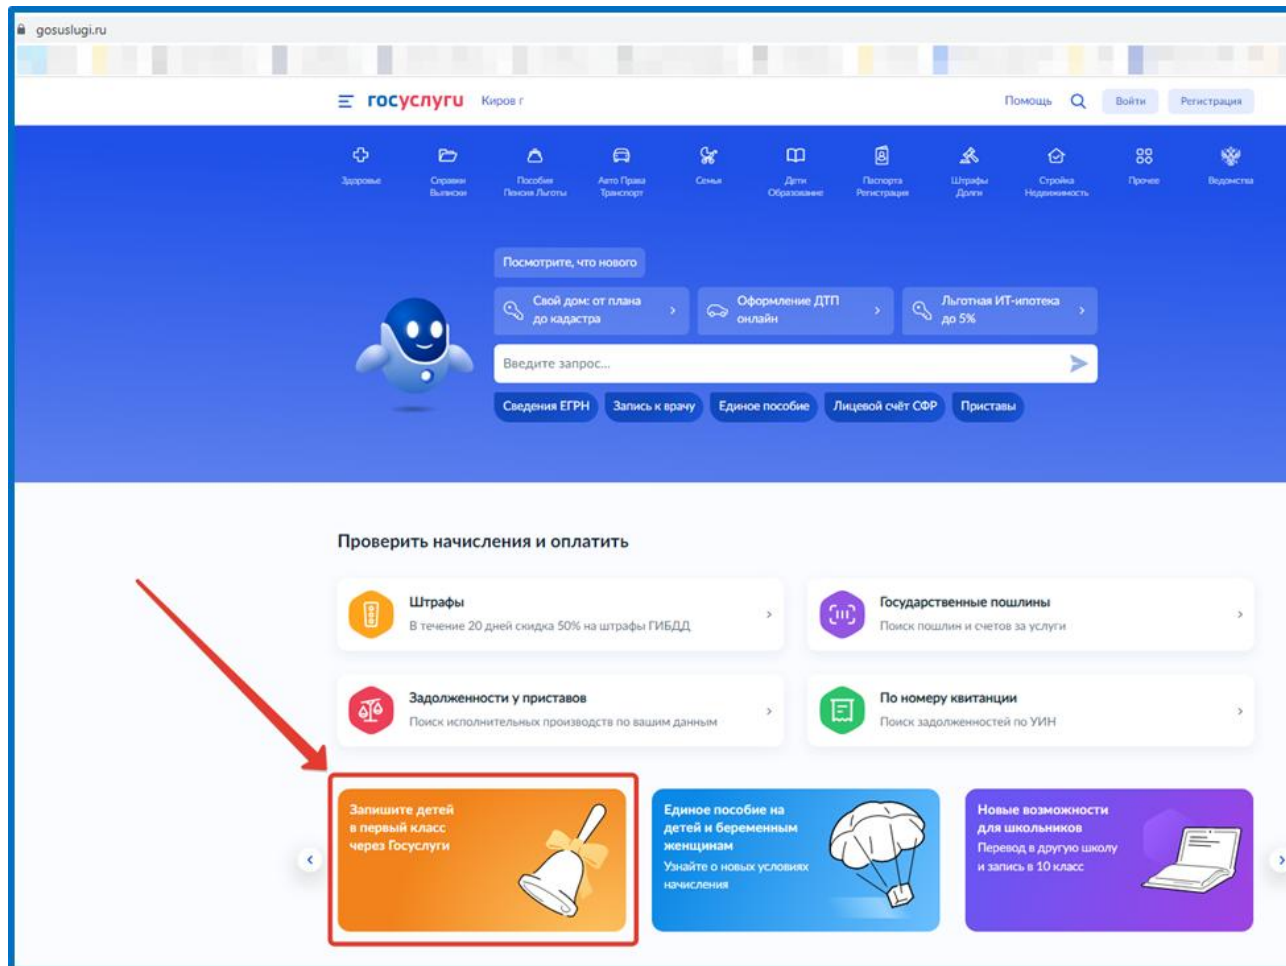 gosuslugi.ru
госуслуги Киров г Помощь Войти Регистрация
Здоровье
Справки
Выписки
Пособия
Пенсия Льготы
Авто Права
Транспорт
Семья
Дети
Образование
Паспорта
Регистрация
Штрафы
Долги
Стройка
Недвижимость
Прочее
Ведомства
Посмотрите, что нового
Свой дом: от плана
до кадастра
Оформление ДТП
онлайн
Льготная ИТ-ипотека
до 5%
Введите запрос...
Сведения ЕГРН Запись к врачу Единое пособие Лицевой счёт СФР Приставы
Проверить начисления и оплатить
Штрафы
В течение 20 дней скидка 50% на штрафы ГИБДД
Государственные пошлины
Поиск пошлин и счетов за услуги
Задолженности у приставов
Поиск исполнительных производств по вашим данным
По номеру квитанции
Поиск задолженностей по УИН
Запишите детей
в первый класс
через Госуслуги
Единое пособие на
детей и беременным
женщинам
Узнайте о новых условиях
начисления
Новые возможности
для школьников
Перевод в другую школу
и запись в 10 класс